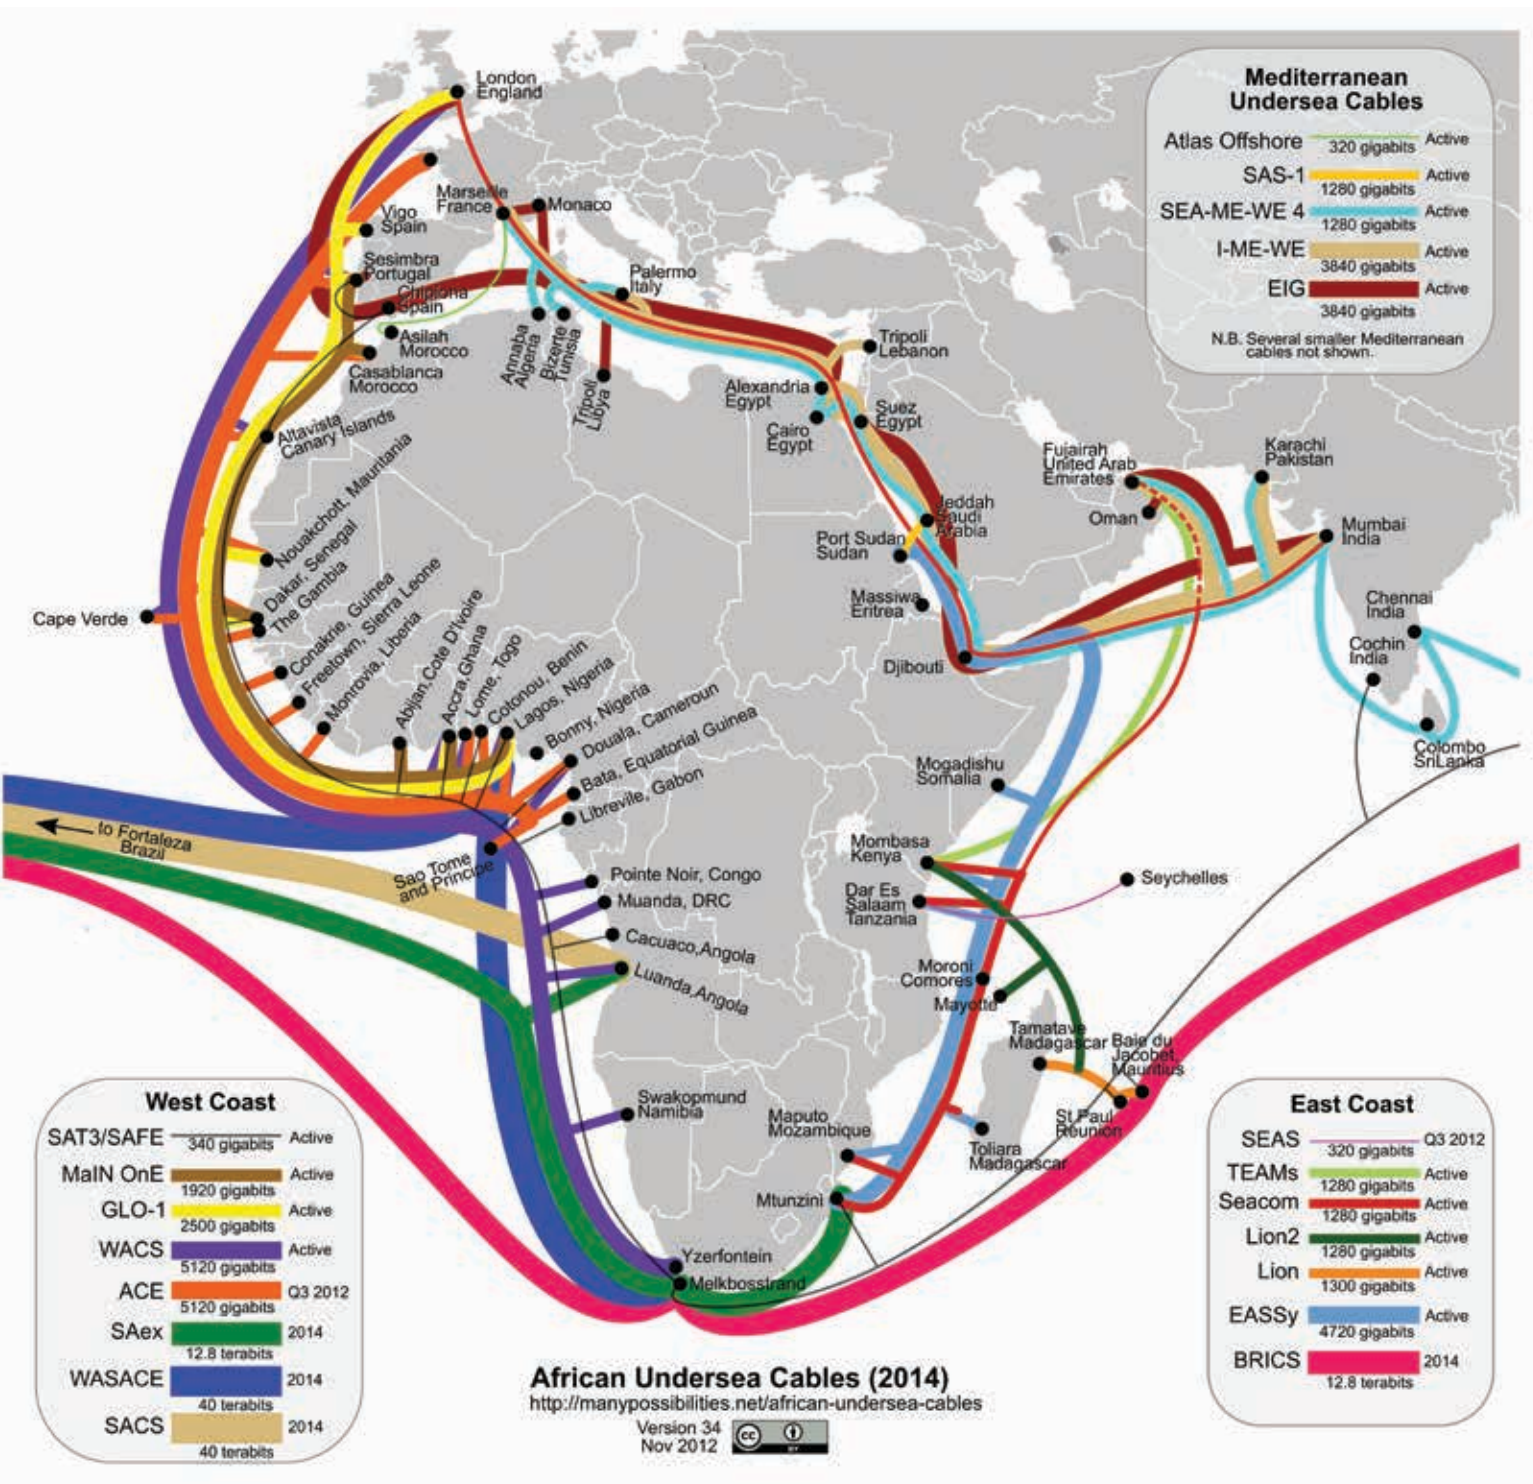 London
England
Marseille
France
Monaco
Vigo
Spain
Sesimbra
Portugal
Chipiona
Spain
Palermo
Italy
Asilah
Morocco
Casablanca
Morocco
Annaba
Algeria
Bizerte
Tunisia
Tripoli
Libya
Tripoli
Lebanon
Alexandria
Egypt
Cairo
Egypt
Suez
Egypt
Altavista
Canary Islands
Nouakchott, Mauritania
Dakar, Senegal
The Gambia
Conakrie, Guinea
Freetown, Sierra Leone
Monrovia, Liberia
Abijan,Cote D'Ivoire
Accra,Ghana
Lome, Togo
Cotonou, Benin
Lagos, Nigeria
Bonny, Nigeria
Douala, Cameroun
Bata, Equatorial Guinea
Librevile, Gabon
Cape Verde
Jeddah
Saudi
Arabia
Port Sudan
Sudan
Massiwa
Eritrea
Djibouti
Fujairah
United Arab
Emirates
Oman
Karachi
Pakistan
Mumbai
India
Chennai
India
Cochin
India
Colombo
SriLanka
to Fortaleza
Brazil
Sao Tome
and Principe
Pointe Noir, Congo
Muanda, DRC
Cacuaco,Angola
Luanda,Angola
Mogadishu
Somalia
Mombasa
Kenya
Dar Es
Salaam
Tanzania
Seychelles
Moroni
Comores
Mayotte
Tamatave
Madagascar
Baie du
Jacobet,
Mauritius
St Paul
Reunion
Toliara
Madagascar
Swakopmund
Namibia
Maputo
Mozambique
Mtunzini
Yzerfontein
Melkbosstrand
Mediterranean
Undersea Cables
Atlas Offshore 320 gigabits Active
SAS-1 1280 gigabits Active
SEA-ME-WE 4 1280 gigabits Active
I-ME-WE 3840 gigabits Active
EIG 3840 gigabits Active
N.B. Several smaller Mediterranean
cables not shown.
West Coast
SAT3/SAFE 340 gigabits Active
MaIN OnE 1920 gigabits Active
GLO-1 2500 gigabits Active
WACS 5120 gigabits Active
ACE 5120 gigabits Q3 2012
SAex 12.8 terabits 2014
WASACE 40 terabits 2014
SACS 40 terabits 2014
East Coast
SEAS 320 gigabits Q3 2012
TEAMs 1280 gigabits Active
Seacom 1280 gigabits Active
Lion2 1280 gigabits Active
Lion 1300 gigabits Active
EASSy 4720 gigabits Active
BRICS 12.8 terabits 2014
African Undersea Cables (2014)
http://manypossibilities.net/african-undersea-cables
Version 34
Nov 2012
cc
BY